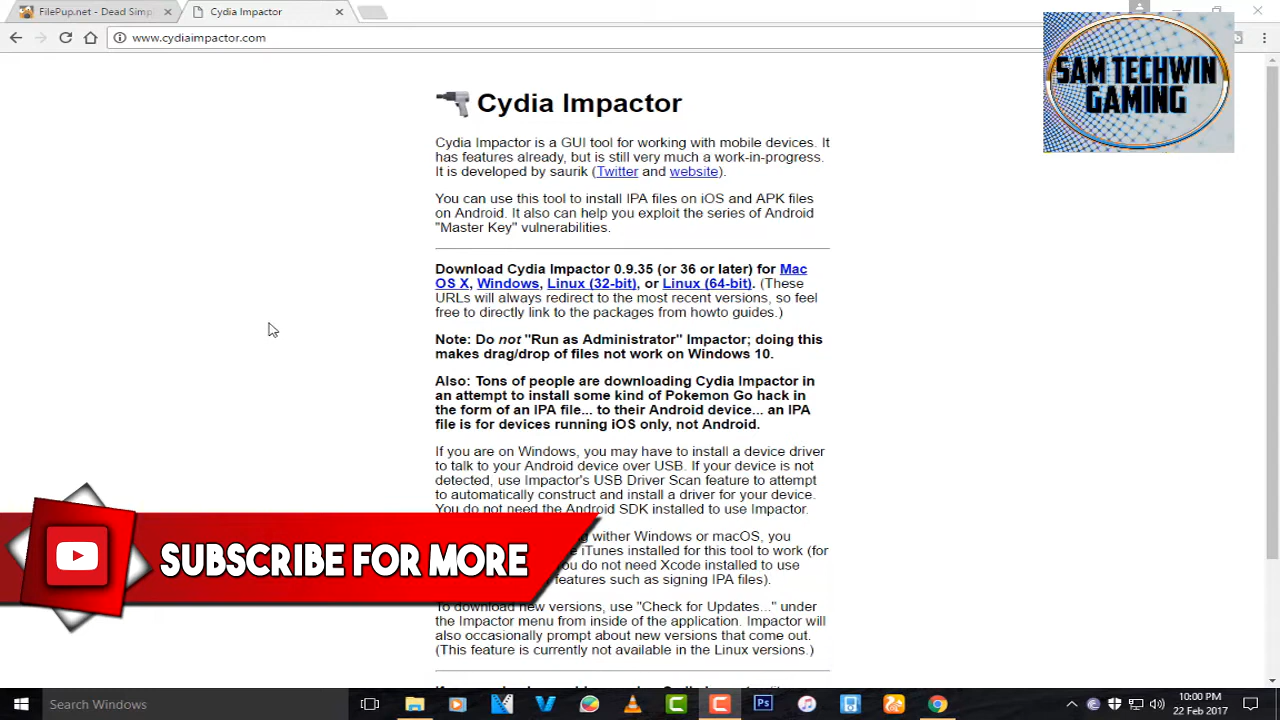 FilePup.net - Dead Simpl
Cydia Impactor
www.cydiaimpactor.com
SAM TECHWIN
GAMING
Cydia Impactor
Cydia Impactor is a GUI tool for working with mobile devices. It
has features already, but is still very much a work-in-progress.
It is developed by saurik (Twitter and website).
You can use this tool to install IPA files on iOS and APK files
on Android. It also can help you exploit the series of Android
"Master Key" vulnerabilities.
Download Cydia Impactor 0.9.35 (or 36 or later) for Mac
OS X, Windows, Linux (32-bit), or Linux (64-bit). (These
URLs will always redirect to the most recent versions, so feel
free to directly link to the packages from howto guides.)
Note: Do not "Run as Administrator" Impactor; doing this
makes drag/drop of files not work on Windows 10.
Also: Tons of people are downloading Cydia Impactor in
an attempt to install some kind of Pokemon Go hack in
the form of an IPA file... to their Android device... an IPA
file is for devices running iOS only, not Android.
If you are on Windows, you may have to install a device driver
to talk to your Android device over USB. If your device is not
detected, use Impactor's USB Driver Scan feature to attempt
to automatically construct and install a driver for your device.
You do not need the Android SDK installed to use Impactor.
wither Windows or macOS, you
iTunes installed for this tool to work (for
you do not need Xcode installed to use
features such as signing IPA files).
SUBSCRIBE FOR MORE
To download new versions, use "Check for Updates..." under
the Impactor menu from inside of the application. Impactor will
also occasionally prompt about new versions that come out.
(This feature is currently not available in the Linux versions.)
Search Windows
Ps
10:00 PM
22 Feb 2017